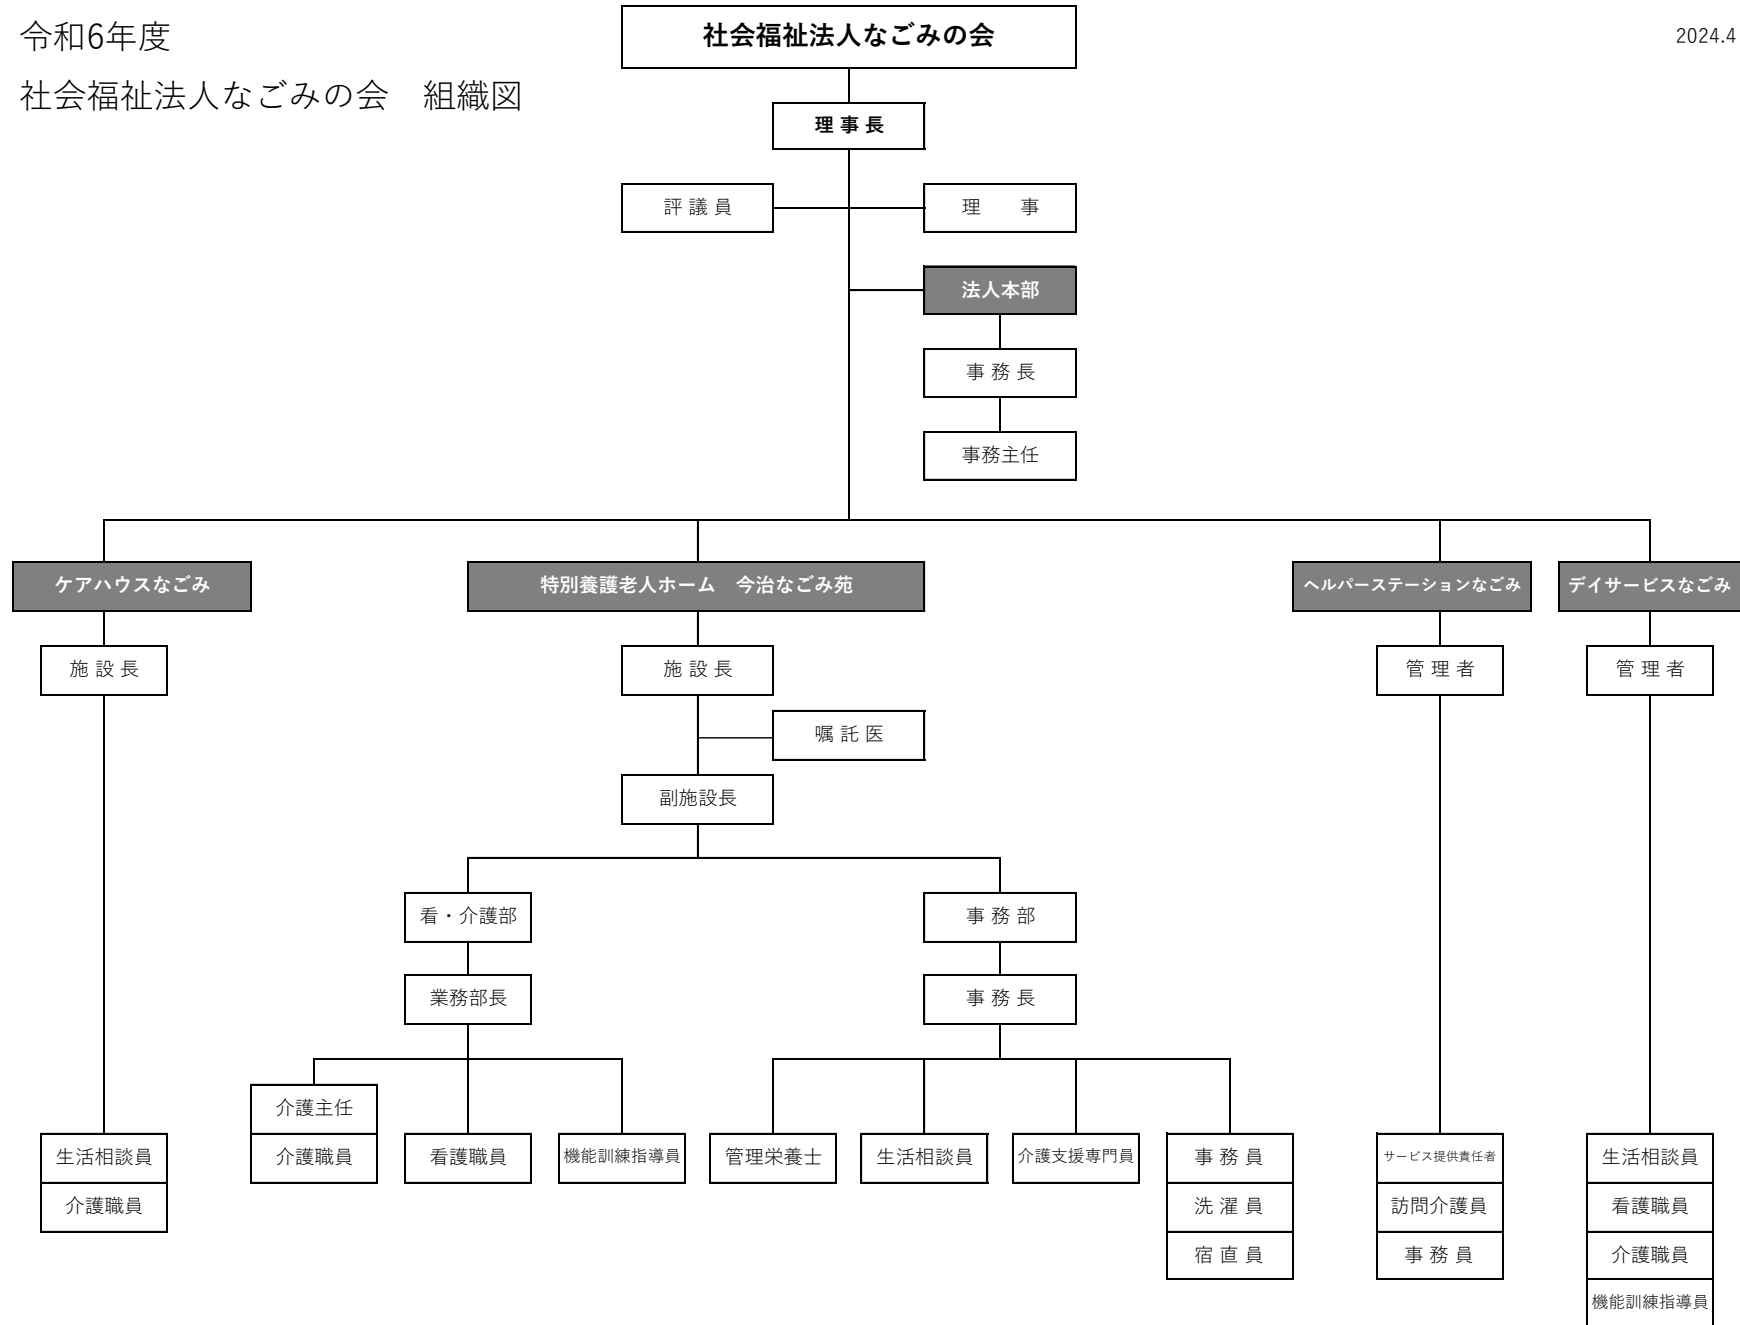 令和6年度
社会福祉法人なごみの会
2024.4
社会福祉法人なごみの会　組織図
理 事 長
評 議 員
理　　事
法人本部
事 務 長
事務主任
ケアハウスなごみ
特別養護老人ホーム　今治なごみ苑
ヘルパーステーションなごみ
デイサービスなごみ
施 設 長
施 設 長
管 理 者
管 理 者
嘱 託 医
副施設長
看・介護部
事 務 部
業務部長
事 務 長
介護主任
生活相談員
介護職員
看護職員
機能訓練指導員
管理栄養士
生活相談員
介護支援専門員
事 務 員
サービス提供責任者
生活相談員
介護職員
洗 濯 員
訪問介護員
看護職員
宿 直 員
事 務 員
介護職員
機能訓練指導員